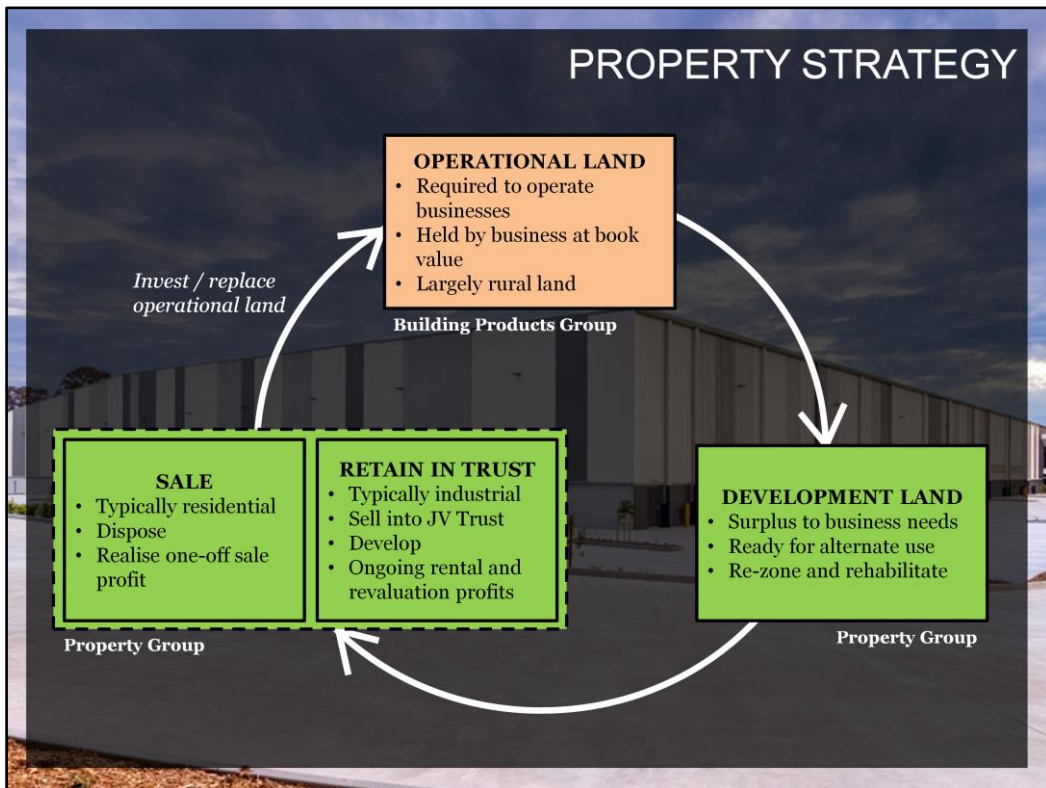 PROPERTY STRATEGY
OPERATIONAL LAND
• Required to operate
businesses
• Held by business at book
value
• Largely rural land
Building Products Group
Invest / replace
operational land
SALE
• Typically residential
• Dispose
• Realise one-off sale
profit
RETAIN IN TRUST
• Typically industrial
• Sell into JV Trust
• Develop
• Ongoing rental and
revaluation profits
Property Group
DEVELOPMENT LAND
• Surplus to business needs
• Ready for alternate use
• Re-zone and rehabilitate
Property Group